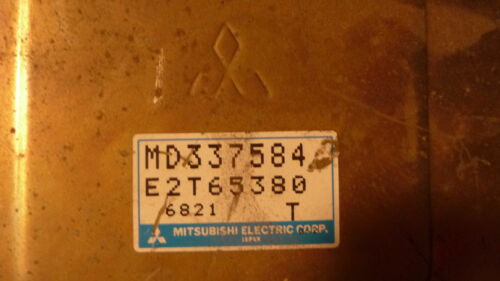 MD337584
E2T65380
6821 T
MITSUBISHI ELECTRIC CORP.
JAPAN